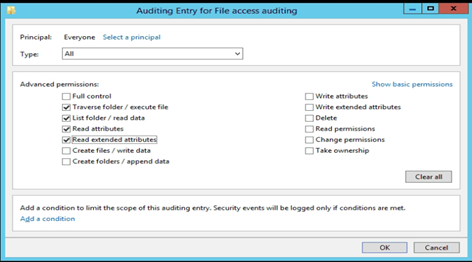 Auditing Entry for File access auditing
Principal: Everyone Select a principal
Type: All
Advanced permissions: Show basic permissions
Full control Write attributes
Traverse folder / execute file Write extended attributes
List folder / read data Delete
Read attributes Read permissions
Read extended attributes Change permissions
Create files / write data Take ownership
Create folders / append data
Clear all
Add a condition to limit the scope of this auditing entry. Security events will be logged only if conditions are met.
Add a condition
OK Cancel